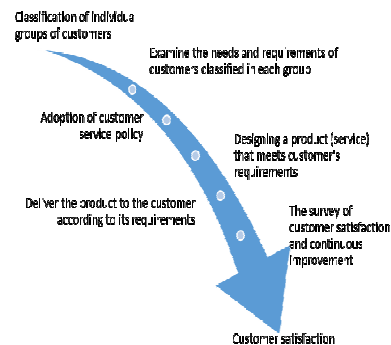 Classification of individua
groups of customers
Examine the needs and requirements of
customers classified in each group
Adoption of customer
service policy
Designing a product (service)
that meets customer's
requirements
Deliver the product to the customer
according to its requirements
The survey of
customer satisfaction
and continuous
improvement
Customer satisfaction